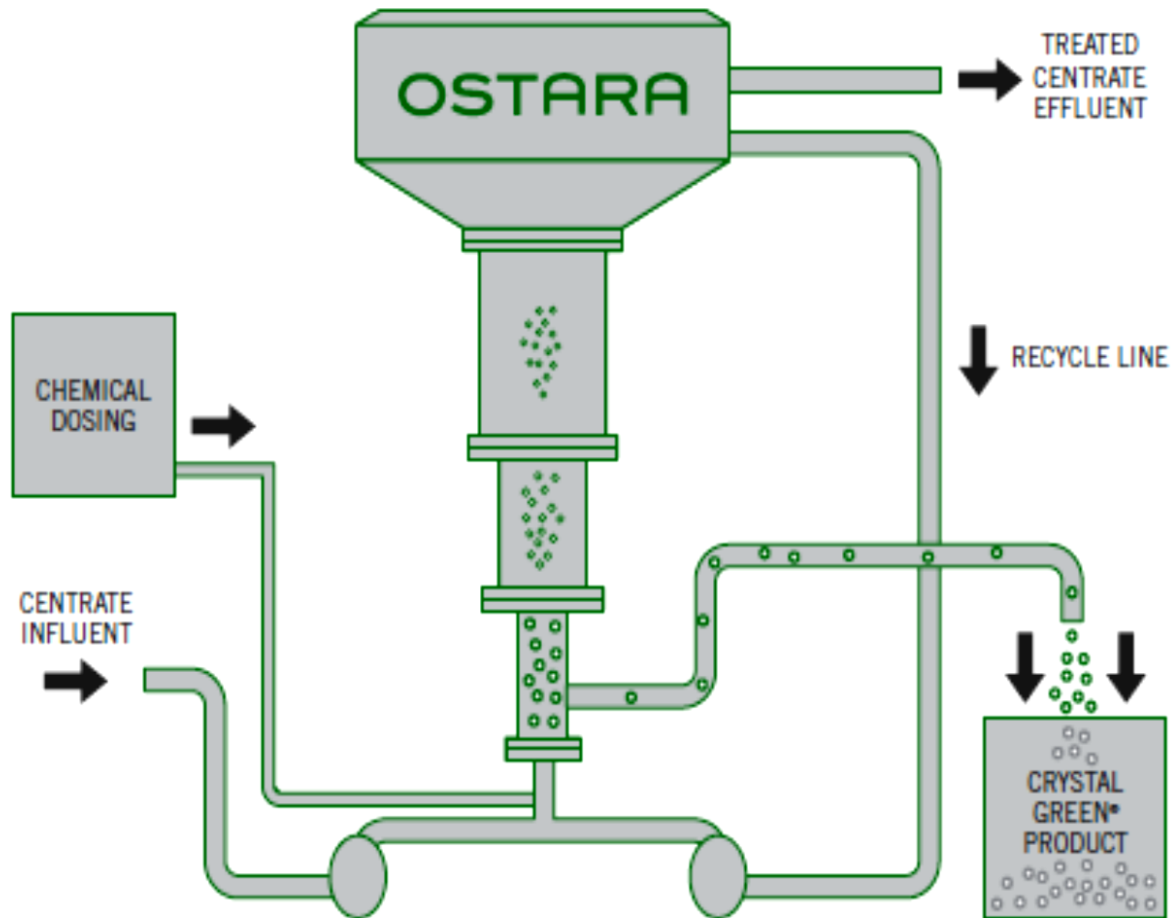 OSTARA
TREATED
CENTRATE
EFFLUENT
RECYCLE LINE
CHEMICAL
DOSING
CENTRATE
INFLUENT
CRYSTAL
GREEN®
PRODUCT